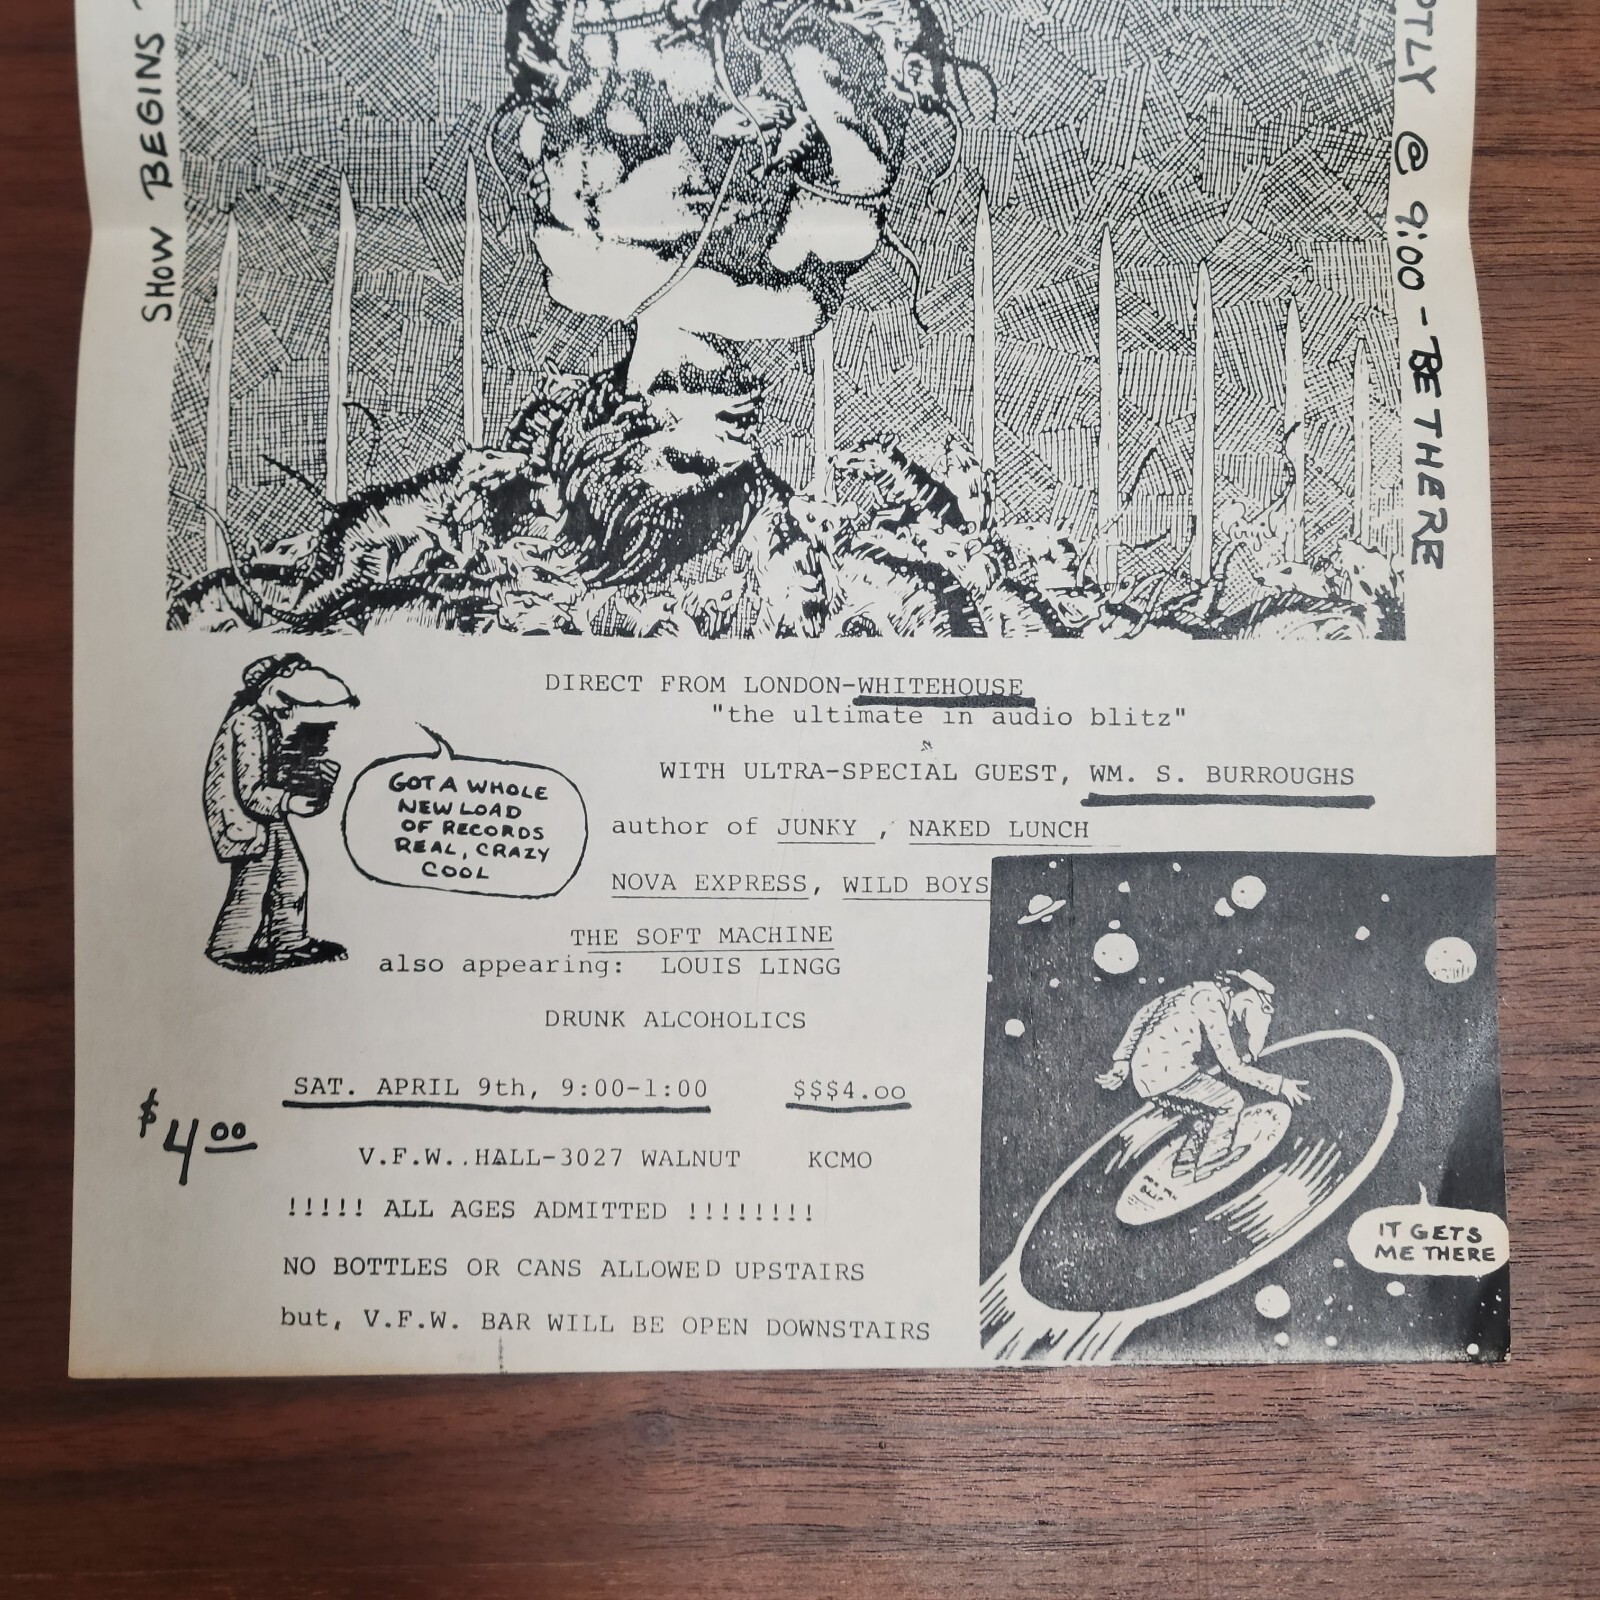 SHOW BEGINS
PTLY @ 9:00 - BE THERE
DIRECT FROM LONDON-WHITEHOUSE
"the ultimate in audio blitz"
WITH ULTRA-SPECIAL GUEST, WM. S. BURROUGHS
author of JUNKY , NAKED LUNCH
NOVA EXPRESS, WILD BOYS
THE SOFT MACHINE
also appearing: LOUIS LINGG
DRUNK ALCOHOLICS
GOT A WHOLE
NEW LOAD
OF RECORDS
REAL, CRAZY
COOL
SAT. APRIL 9th, 9:00-1:00 $$$4.oo
$4 00
V.F.W..HALL-3027 WALNUT KCMO
!!!!! ALL AGES ADMITTED !!!!!!!!
NO BOTTLES OR CANS ALLOWED UPSTAIRS
but, V.F.W. BAR WILL BE OPEN DOWNSTAIRS
IT GETS
ME THERE